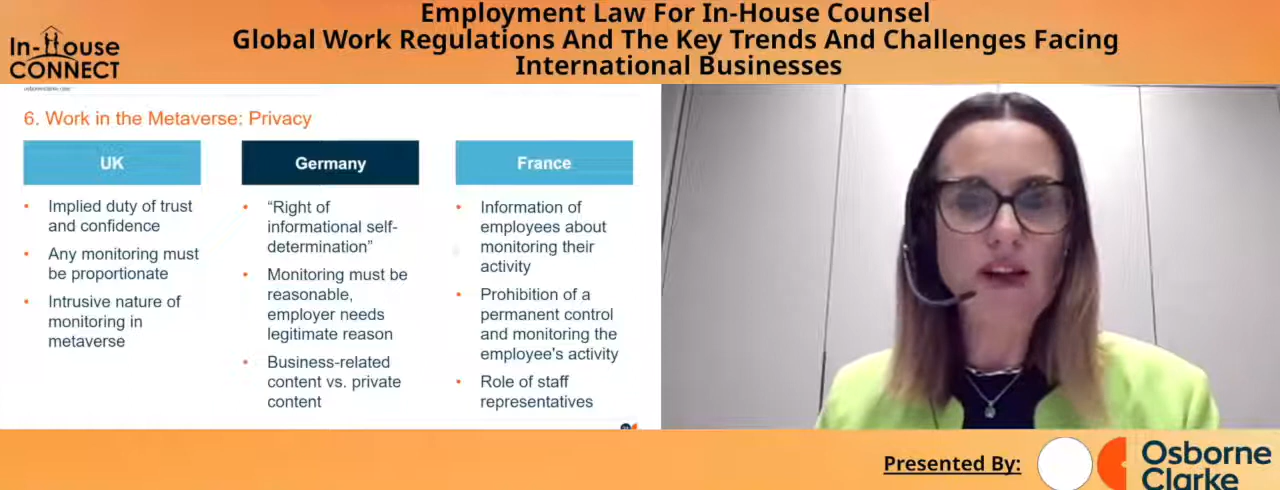 Employment Law For In-House Counsel
Global Work Regulations And The Key Trends And Challenges Facing
International Businesses
In-House
CONNECT
6. Work in the Metaverse: Privacy
UK
• Implied duty of trust
and confidence
• Any monitoring must
be proportionate
• Intrusive nature of
monitoring in
metaverse
Germany
• “Right of
informational self-
determination”
• Monitoring must be
reasonable,
employer needs
legitimate reason
• Business-related
content vs. private
content
France
• Information of
employees about
monitoring their
activity
• Prohibition of a
permanent control
and monitoring the
employee's activity
• Role of staff
representatives
Presented By:
Osborne
Clarke